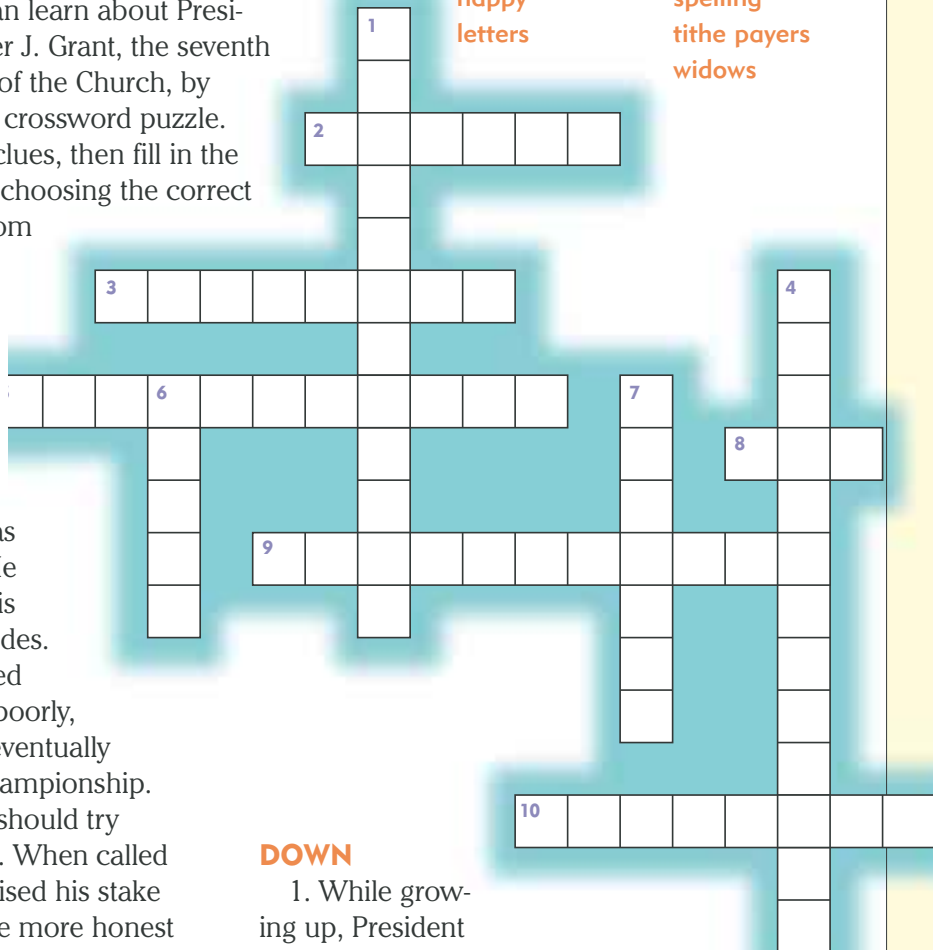 an learn about Presi-
er J. Grant, the seventh
of the Church, by
crossword puzzle.
clues, then fill in the
choosing the correct
om
happy
letters
spelling
tithe payers
widows
1
2
3
4
6
7
8
9
10
as
He
is
des.
ed
poorly,
eventually
ampionship.
should try
. When called
ised his stake
e more honest
DOWN
1. While grow-
ing up, President